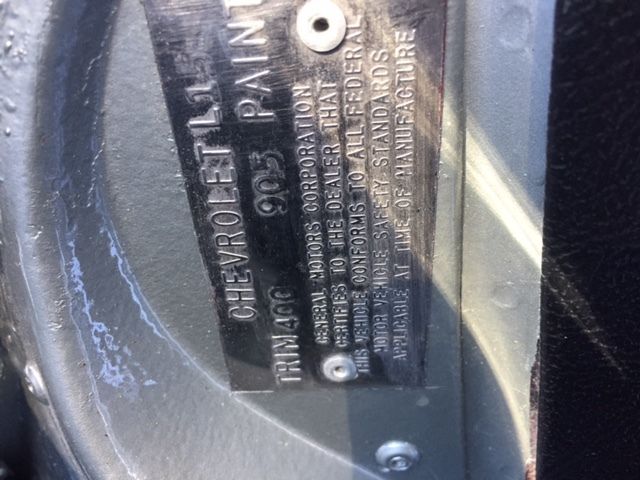 CHEVROLET L1
TRIM 400 905 PAINT
GENERAL MOTORS CORPORATION
CERTIFIES TO THE DEALER THAT
THIS VEHICLE CONFORMS TO ALL FEDERAL
MOTOR VEHICLE SAFETY STANDARDS
APPLICABLE AT TIME OF MANUFACTURE